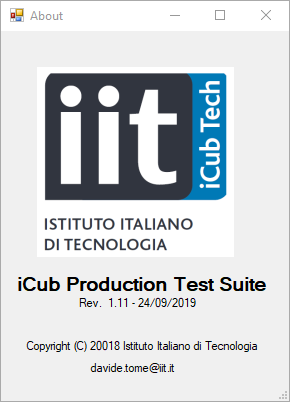 About
iit
iCub Tech
ISTITUTO ITALIANO
DI TECNOLOGIA
iCub Production Test Suite
Rev. 1.11 - 24/09/2019
Copyright (C) 20018 Istituto Italiano di Tecnologia
davide.tome@iit.it